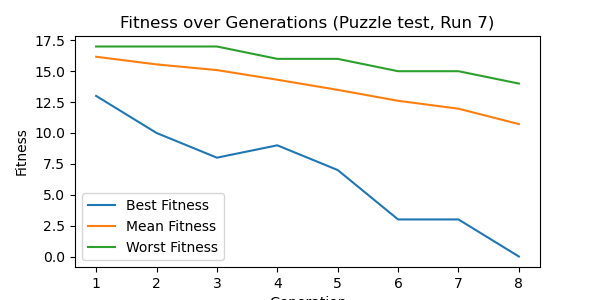 Fitness over Generations (Puzzle test, Run 7)
17.5
15.0
12.5
10.0
7.5
5.0
2.5
0.0
Fitness
Best Fitness
Mean Fitness
Worst Fitness
1 2 3 4 5 6 7 8
Generation